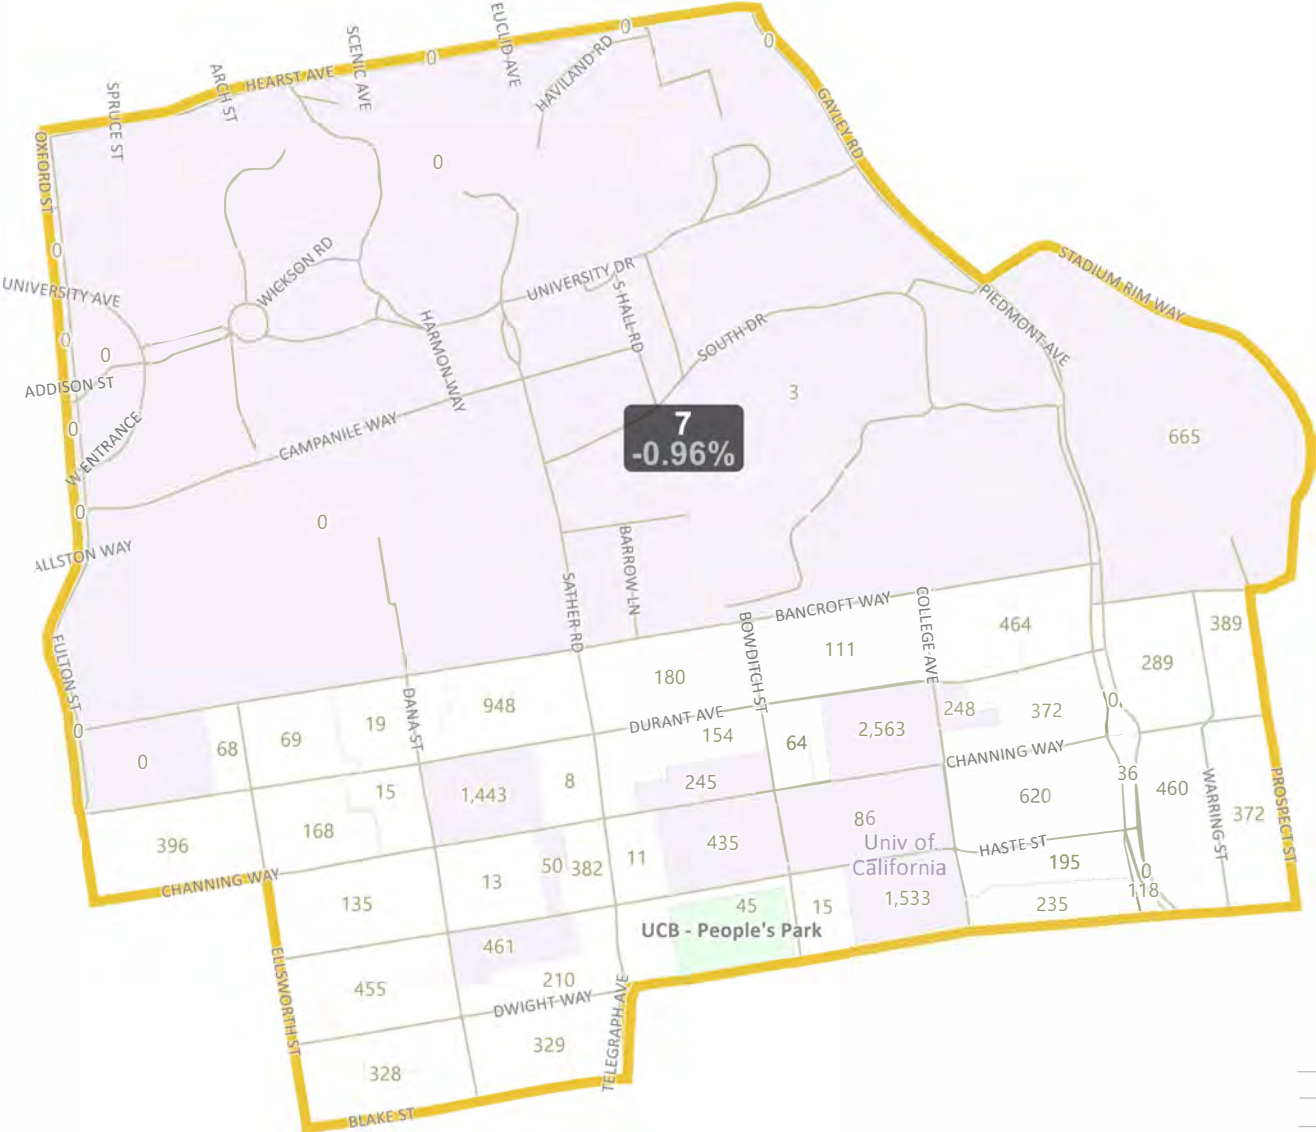 EUCLID AVE
SCENIC AVE
0
0
0
HAVILAND RD
ARCH ST
HEARST AVE
SPRUCE ST
GAYLEY RD
OXFORD ST
0
0
WICKSON RD
UNIVERSITY DR
STADIUM RIM WAY
UNIVERSITY AVE
PIEDMONT AVE
S HALL RD
HARMON WAY
SOUTH DR
0
0
ADDISON ST
3
7
-0.96%
CAMPANILE WAY
0
W ENTRANCE
665
0
0
ALLSTON WAY
BARROW LN
SATHER RD
BANCROFT WAY
COLLEGE AVE
BOWDITCH ST
FULTON ST
464
389
111
289
180
DANA ST
948
DURANT AVE
248
372
0
19
0
68
69
154
64
2,563
CHANNING WAY
0
15
1,443
8
245
36
460
WARRING ST
PROSPECT ST
620
372
396
168
435
86
Univ of
California
HASTE ST
50
382
11
195
0
CHANNING WAY
13
118
135
45
15
1,533
235
UCB - People's Park
461
ELLSWORTH ST
455
210
DWIGHT WAY
TELEGRAPH AVE
329
328
BLAKE ST